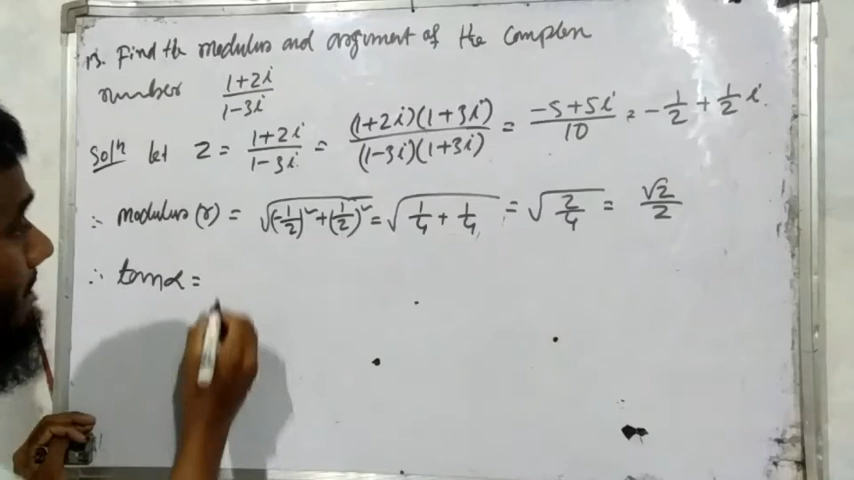 13. Find the modulus and argument of the complex
number (1+2i)/(1-3i)
Solⁿ let z = (1+2i)/(1-3i) = ((1+2i)(1+3i))/((1-3i)(1+3i)) = (-5+5i)/10 = -1/2 + 1/2 i
∴ modulus (r) = √((-1/2)² + (1/2)²) = √(1/4 + 1/4) = √(2/4) = √2/2
∴ tanα =